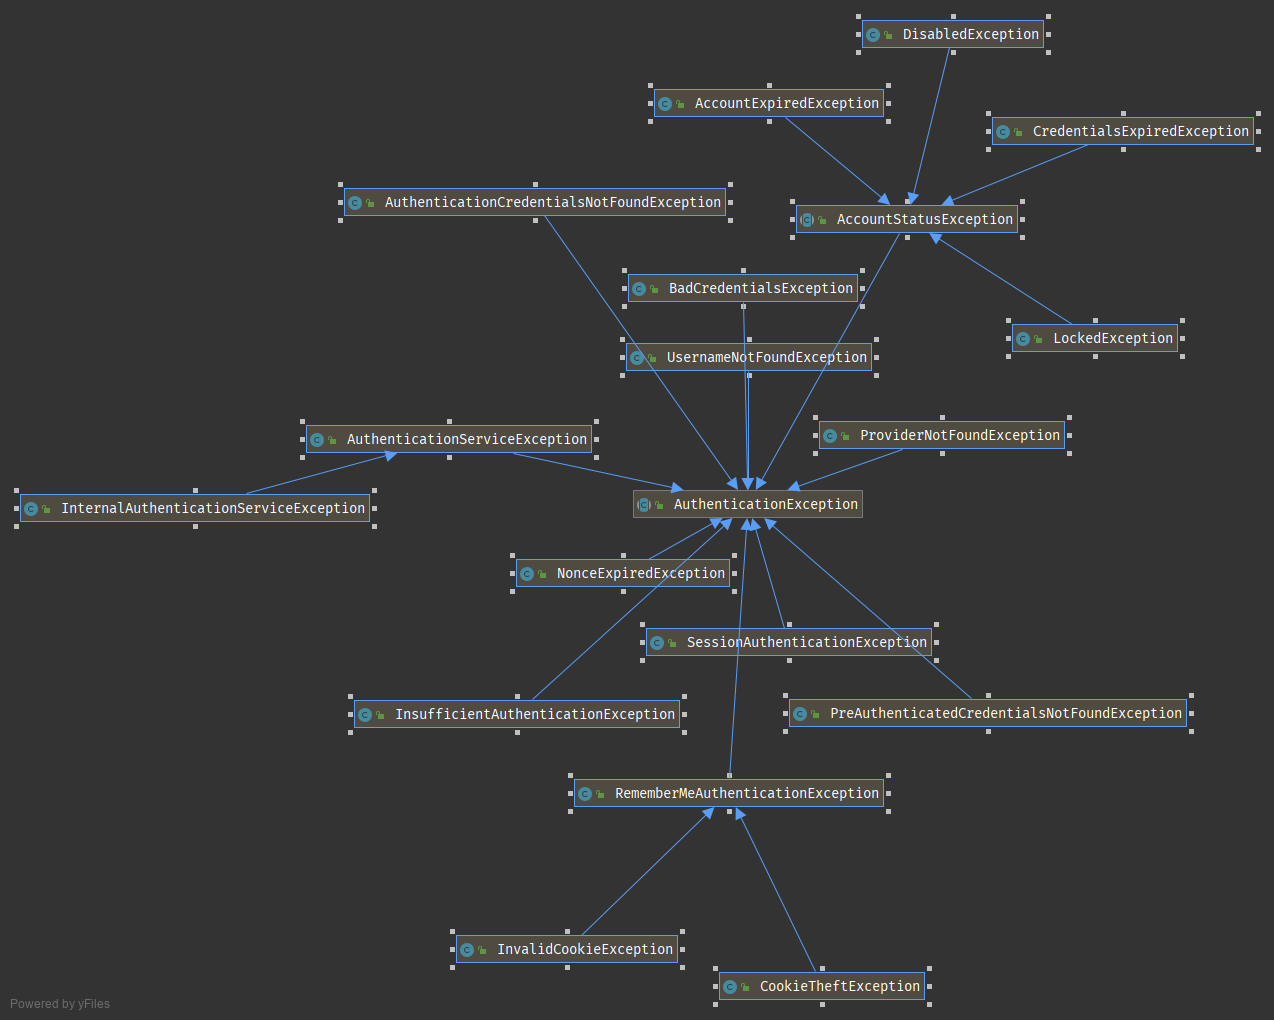 DisabledException
AccountExpiredException
CredentialsExpiredException
AuthenticationCredentialsNotFoundException
AccountStatusException
BadCredentialsException
LockedException
UsernameNotFoundException
AuthenticationServiceException
ProviderNotFoundException
InternalAuthenticationServiceException
AuthenticationException
NonceExpiredException
SessionAuthenticationException
InsufficientAuthenticationException
PreAuthenticatedCredentialsNotFoundException
RememberMeAuthenticationException
InvalidCookieException
CookieTheftException
Powered by yFiles